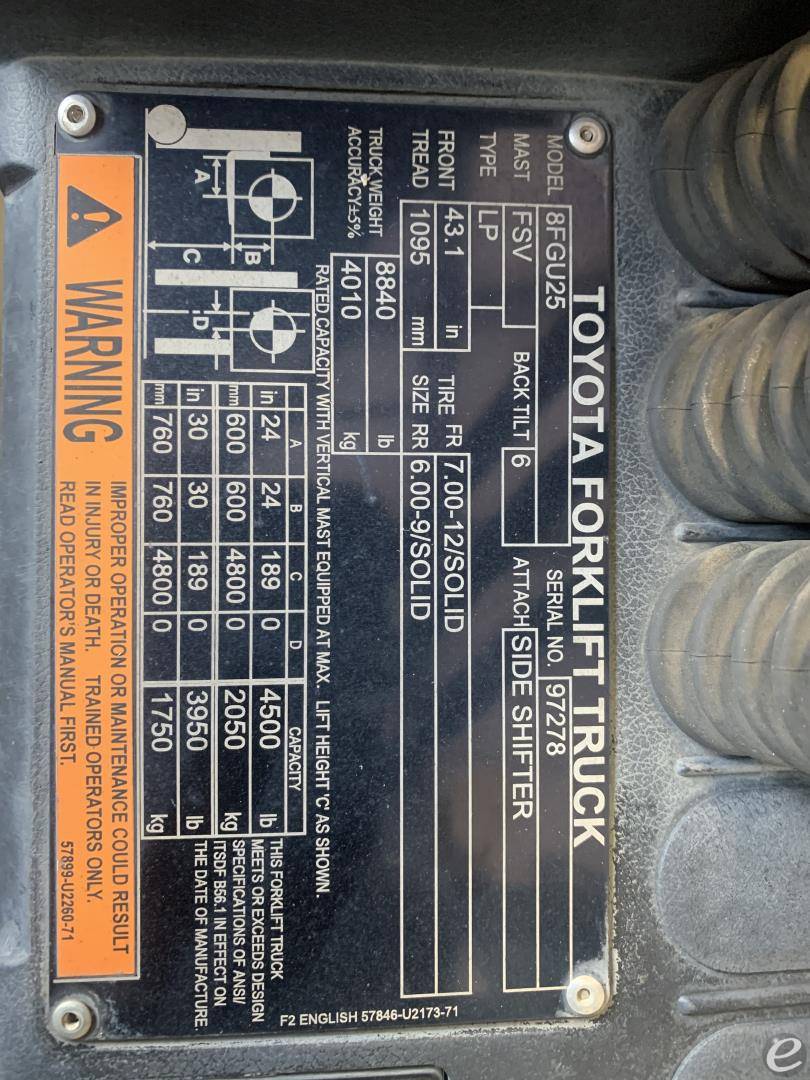 TOYOTA FORKLIFT TRUCK
MODEL 8FGU25 SERIAL NO. 97278
MAST FSV BACK TILT 6 ATTACH SIDE SHIFTER
TYPE LP
FRONT 43.1 in TIRE FR 7.00-12/SOLID
TREAD 1095 mm SIZE RR 6.00-9/SOLID
TRUCK WEIGHT 8840 lb
ACCURACY±5% 4010 kg
RATED CAPACITY WITH VERTICAL MAST EQUIPPED AT MAX. LIFT HEIGHT 'C' AS SHOWN.
A B C D CAPACITY
in 24 24 189 0 4500 lb
mm 600 600 4800 0 2050 kg
in 30 30 189 0 3950 lb
mm 760 760 4800 0 1750 kg
A B C D
THIS FORKLIFT TRUCK
MEETS OR EXCEEDS DESIGN
SPECIFICATIONS OF ANSI/
ITSDF B56.1 IN EFFECT ON
THE DATE OF MANUFACTURE.
F2 ENGLISH 57846-U2173-71
WARNING
IMPROPER OPERATION OR MAINTENANCE COULD RESULT
IN INJURY OR DEATH. TRAINED OPERATORS ONLY.
READ OPERATOR'S MANUAL FIRST.
57899-U2260-71
e